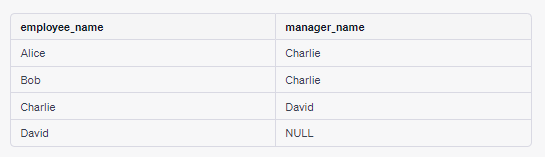 employee_name manager_name
Alice Charlie
Bob Charlie
Charlie David
David NULL